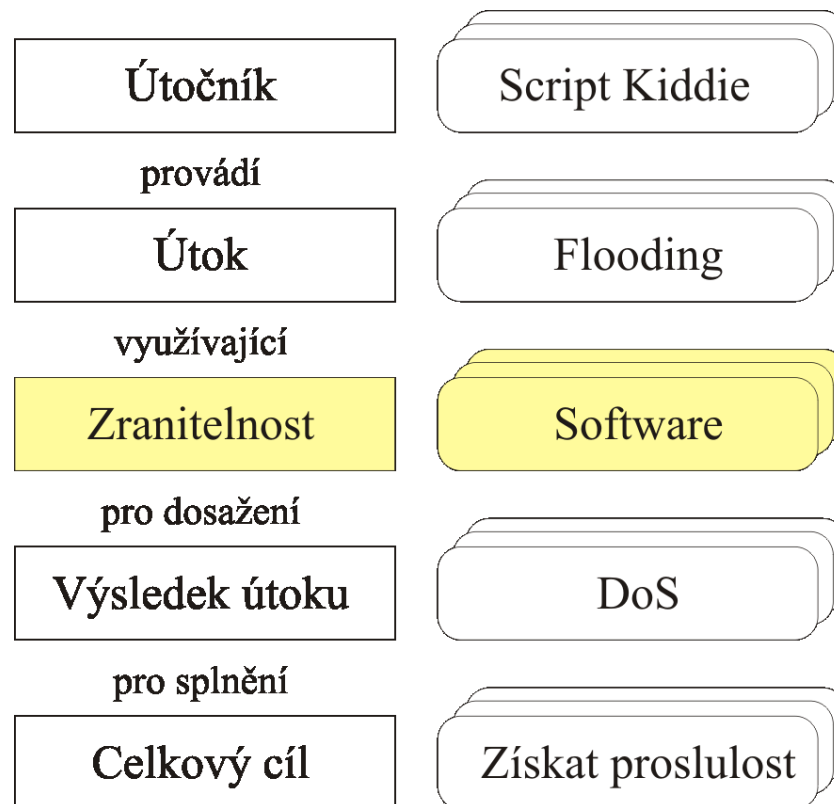 Útočník
Script Kiddie
provádí
Útok
Flooding
využívající
Zranitelnost
Software
pro dosažení
Výsledek útoku
DoS
pro splnění
Celkový cíl
Získat proslulost